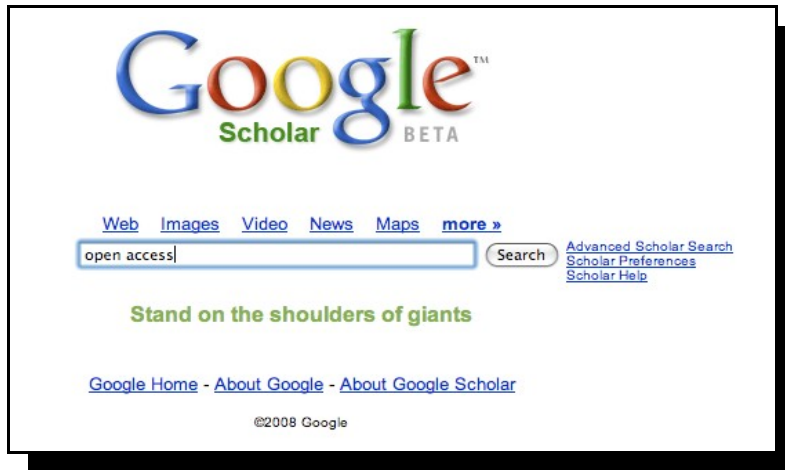 Google™
Scholar BETA
Web Images Video News Maps more »
open access Search
Advanced Scholar Search
Scholar Preferences
Scholar Help
Stand on the shoulders of giants
Google Home - About Google - About Google Scholar
©2008 Google